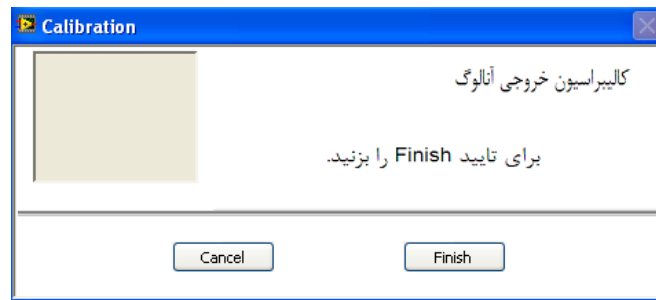 Calibration
کالیبراسیون خروجی آنالوگ
برای تایید Finish را بزنید.
Cancel
Finish